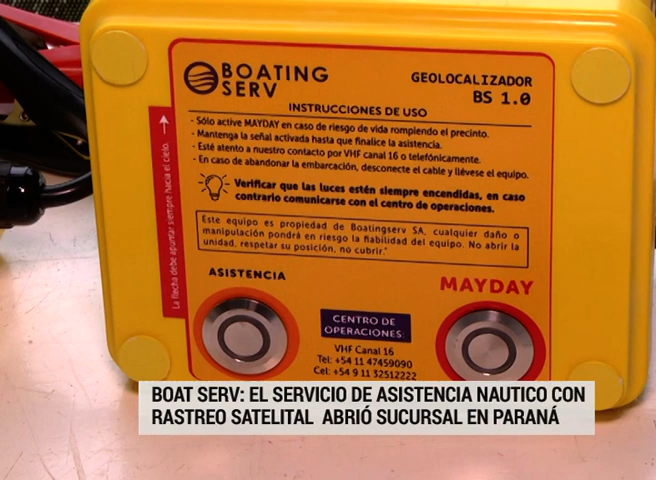 BOATING
SERV
GEOLOCALIZADOR
BS 1.0
INSTRUCCIONES DE USO
- Sólo active MAYDAY en caso de riesgo de vida rompiendo el precinto.
- Mantenga la señal activada hasta que finalice la asistencia.
- Esté atento a nuestro contacto por VHF canal 16 o telefónicamente.
- En caso de abandonar la embarcación, desconecte el cable y llévese el equipo.
Verificar que las luces estén siempre encendidas, en caso
contrario comunicarse con el centro de operaciones.
Este equipo es propiedad de Boatingserv SA, cualquier daño o
manipulación pondrá en riesgo la fiabilidad del equipo. No abrir la
unidad, respetar su posición, no cubrir."
La flecha debe apuntar siempre hacia el cielo.
ASISTENCIA
MAYDAY
CENTRO DE
OPERACIONES:
VHF Canal 16
Tel: +54 11 47459090
Cel: +54 9 11 32512222
BOAT SERV: EL SERVICIO DE ASISTENCIA NAUTICO CON
RASTREO SATELITAL ABRIÓ SUCURSAL EN PARANÁ